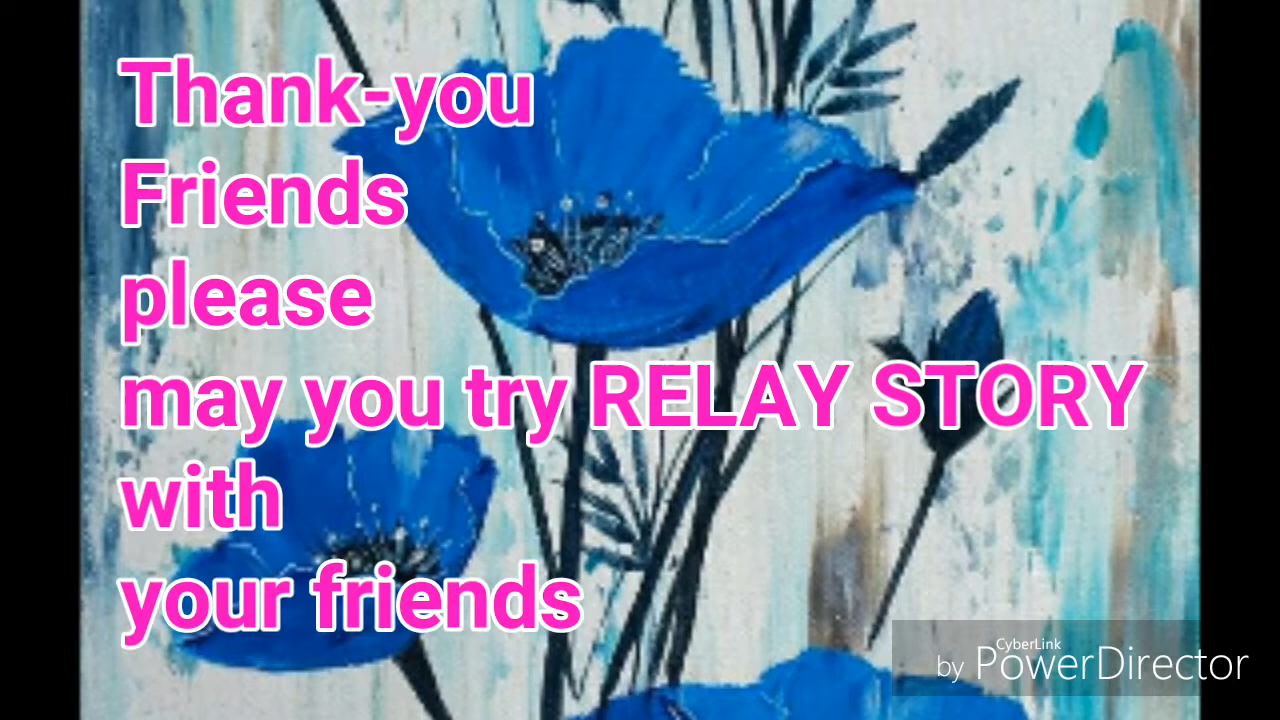 Thank-you
Friends
please
may you try RELAY STORY
with
your friends
CyberLink
by PowerDirector